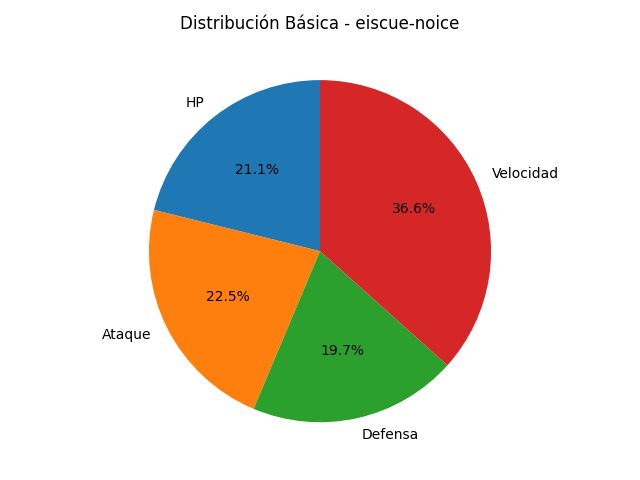 Distribución Básica - eiscue-noice
HP
21.1%
Velocidad
36.6%
22.5%
Ataque
19.7%
Defensa